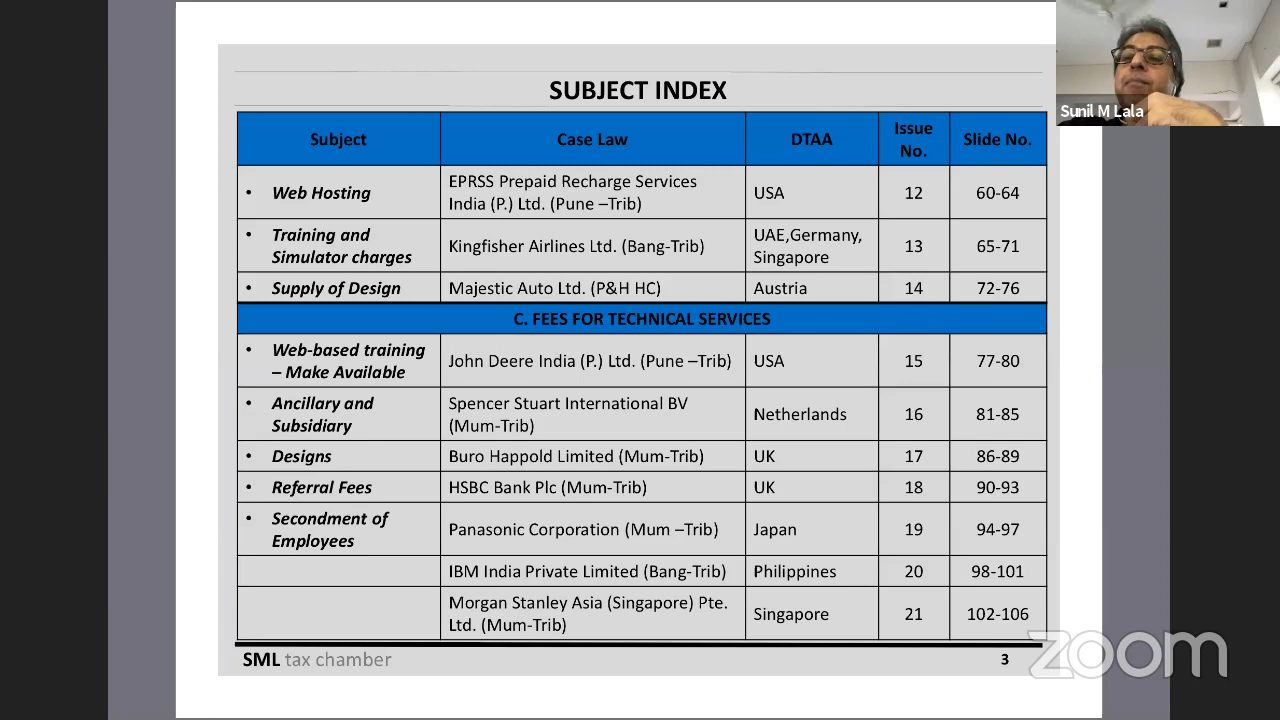 SUBJECT INDEX
Subject Case Law DTAA Issue No. Slide No.
• Web Hosting EPRSS Prepaid Recharge Services India (P.) Ltd. (Pune –Trib) USA 12 60-64
• Training and Simulator charges Kingfisher Airlines Ltd. (Bang-Trib) UAE,Germany, Singapore 13 65-71
• Supply of Design Majestic Auto Ltd. (P&H HC) Austria 14 72-76
C. FEES FOR TECHNICAL SERVICES
• Web-based training – Make Available John Deere India (P.) Ltd. (Pune –Trib) USA 15 77-80
• Ancillary and Subsidiary Spencer Stuart International BV (Mum-Trib) Netherlands 16 81-85
• Designs Buro Happold Limited (Mum-Trib) UK 17 86-89
• Referral Fees HSBC Bank Plc (Mum-Trib) UK 18 90-93
• Secondment of Employees Panasonic Corporation (Mum –Trib) Japan 19 94-97
IBM India Private Limited (Bang-Trib) Philippines 20 98-101
Morgan Stanley Asia (Singapore) Pte. Ltd. (Mum-Trib) Singapore 21 102-106
SML tax chamber 3
Sunil M Lala
zoom